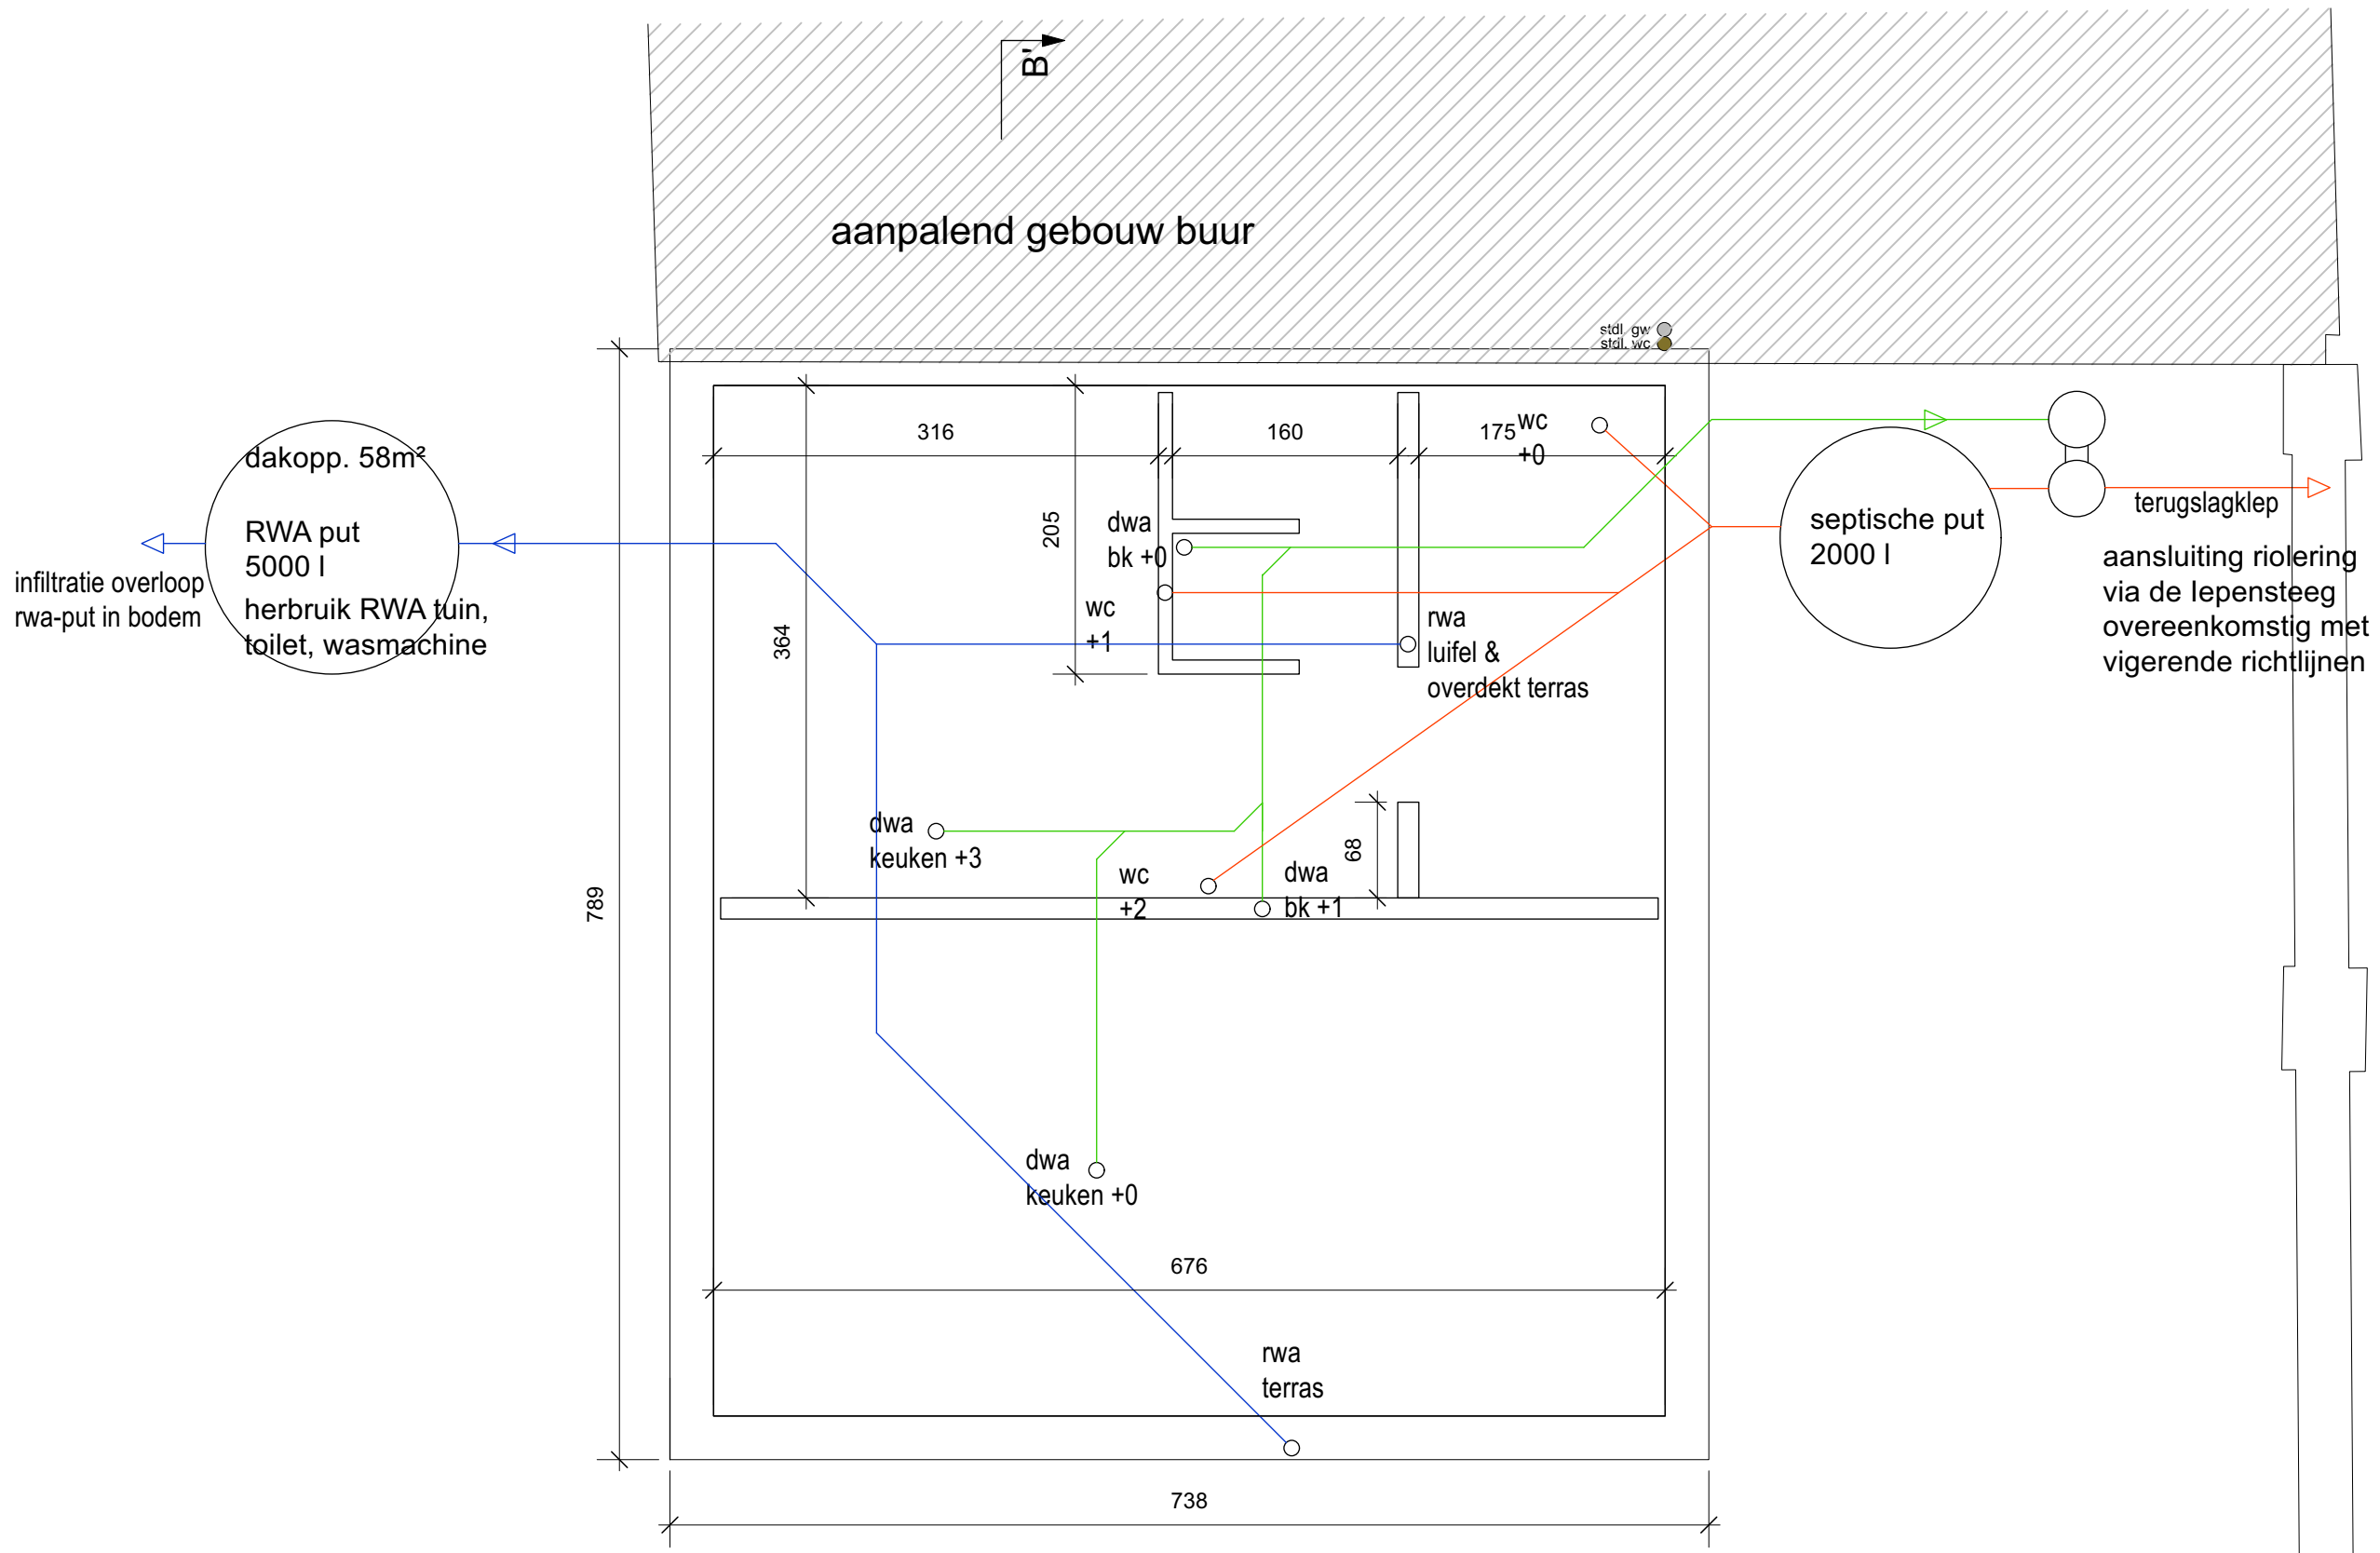 B'
aanpalend gebouw buur
stdl. gw
stdl. wc
316
160
175
wc
+0
dakopp. 58m²
RWA put
5000 l
herbruik RWA tuin,
toilet, wasmachine
infiltratie overloop
rwa-put in bodem
205
364
dwa
bk +0
wc
+1
rwa
luifel &
overdekt terras
septische put
2000 l
terugslagklep
aansluiting riolering
via de Iepensteeg
overeenkomstig met
vigerende richtlijnen
dwa
keuken +3
wc
+2
dwa
bk +1
68
789
dwa
keuken +0
676
rwa
terras
738